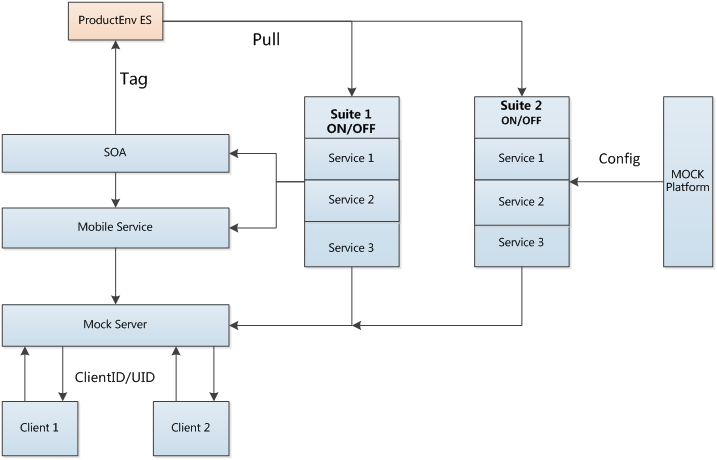 ProductEnv ES
Pull
Tag
Suite 1
ON/OFF
Service 1
Service 2
Service 3
Suite 2
ON/OFF
Service 1
Service 2
Service 3
Config
MOCK
Platform
SOA
Mobile Service
Mock Server
ClientID/UID
Client 1
Client 2